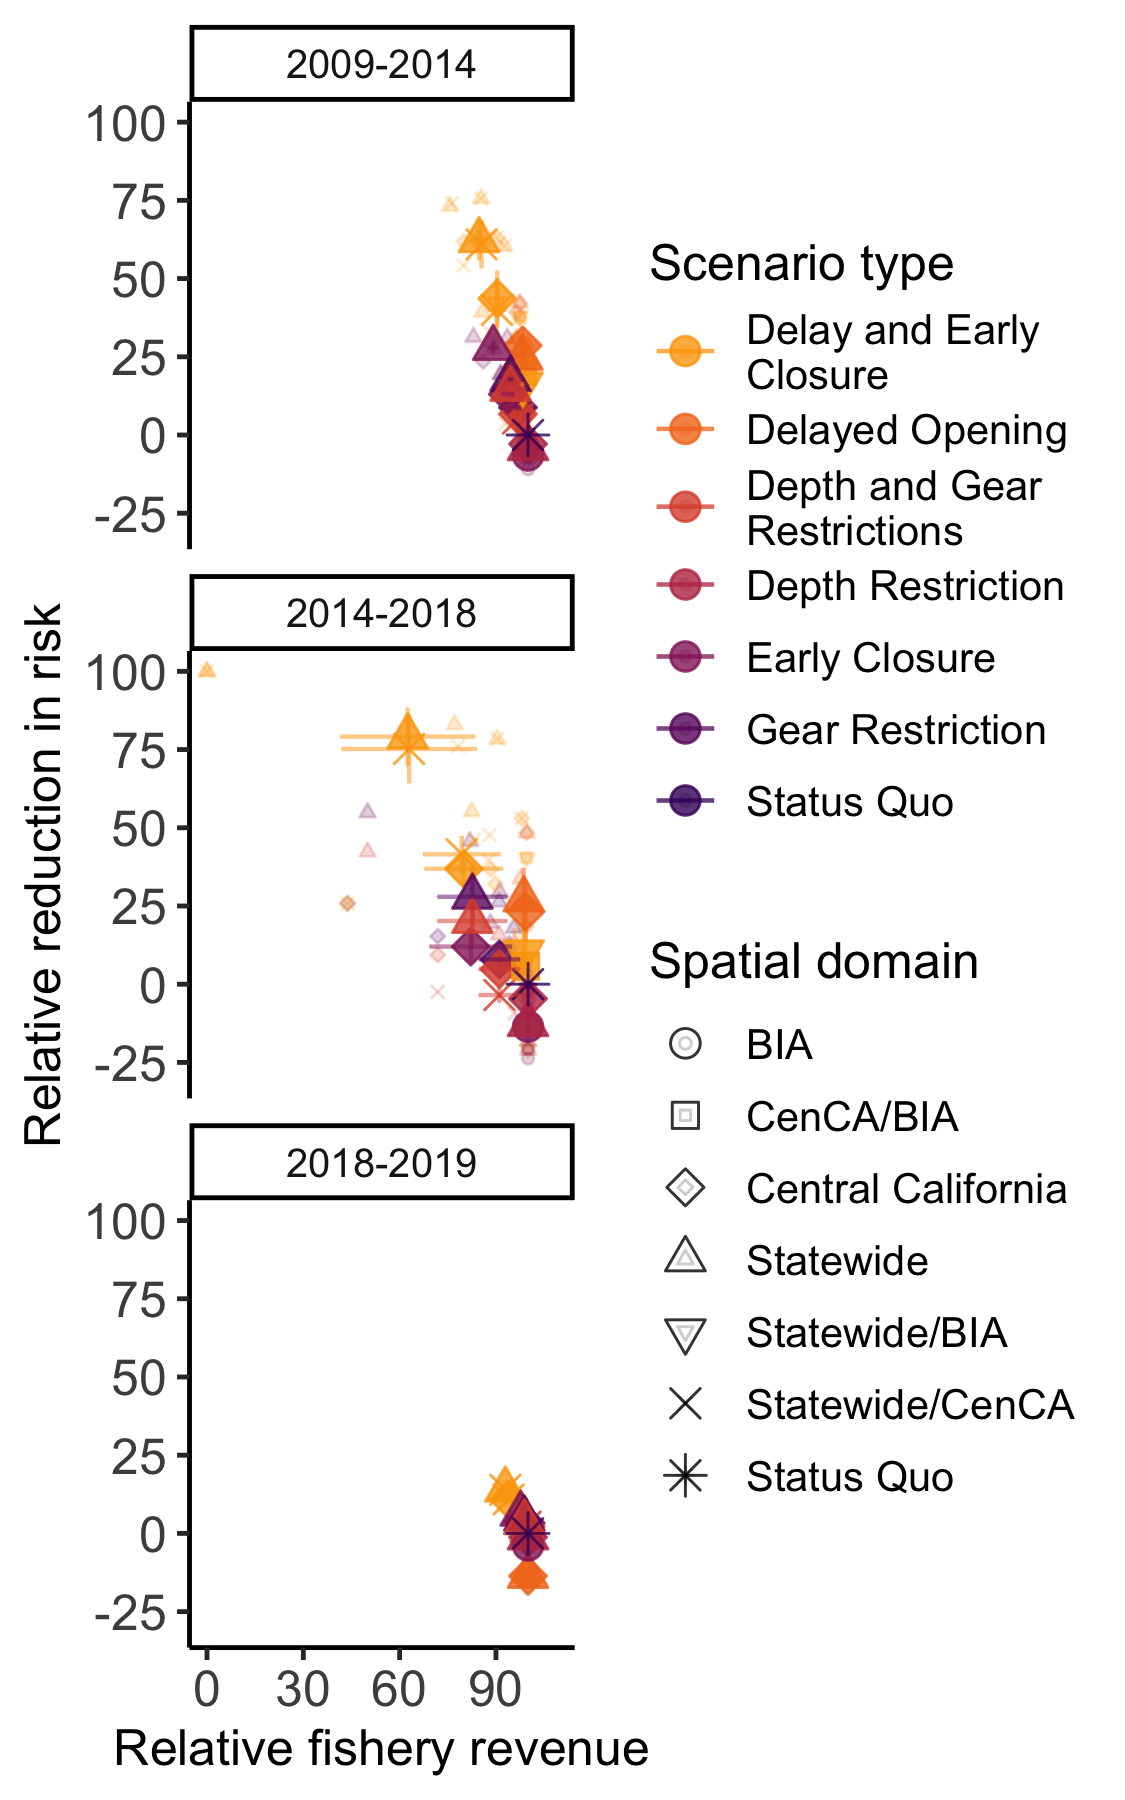 2009-2014
100
75
50
25
0
-25
2014-2018
100
75
50
25
0
-25
2018-2019
100
75
50
25
0
-25
0 30 60 90
Relative fishery revenue
Relative reduction in risk
Scenario type
Delay and Early
Closure
Delayed Opening
Depth and Gear
Restrictions
Depth Restriction
Early Closure
Gear Restriction
Status Quo
Spatial domain
BIA
CenCA/BIA
Central California
Statewide
Statewide/BIA
Statewide/CenCA
Status Quo